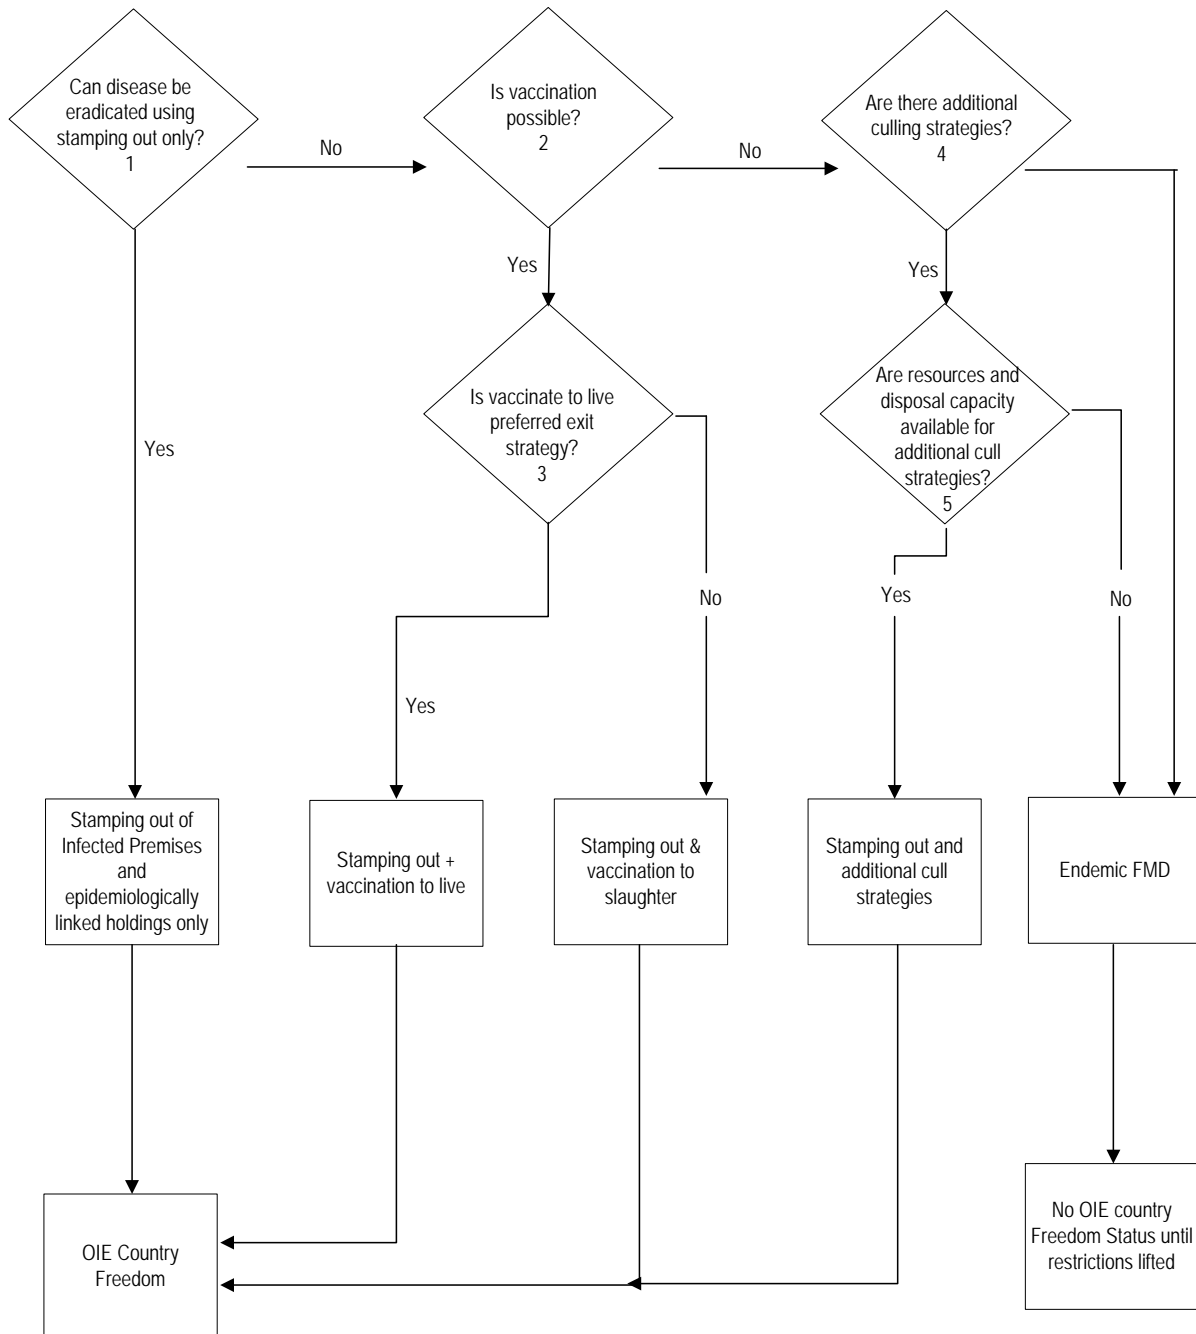 Can disease be
eradicated using
stamping out only?
1
No
Is vaccination
possible?
2
No
Are there additional
culling strategies?
4
Yes
Yes
Yes
Is vaccinate to live
preferred exit
strategy?
3
Are resources and
disposal capacity
available for
additional cull
strategies?
5
No
Yes
No
Yes
Stamping out of
Infected Premises
and
epidemiologically
linked holdings only
Stamping out +
vaccination to live
Stamping out &
vaccination to
slaughter
Stamping out and
additional cull
strategies
Endemic FMD
OIE Country
Freedom
No OIE country
Freedom Status until
restrictions lifted